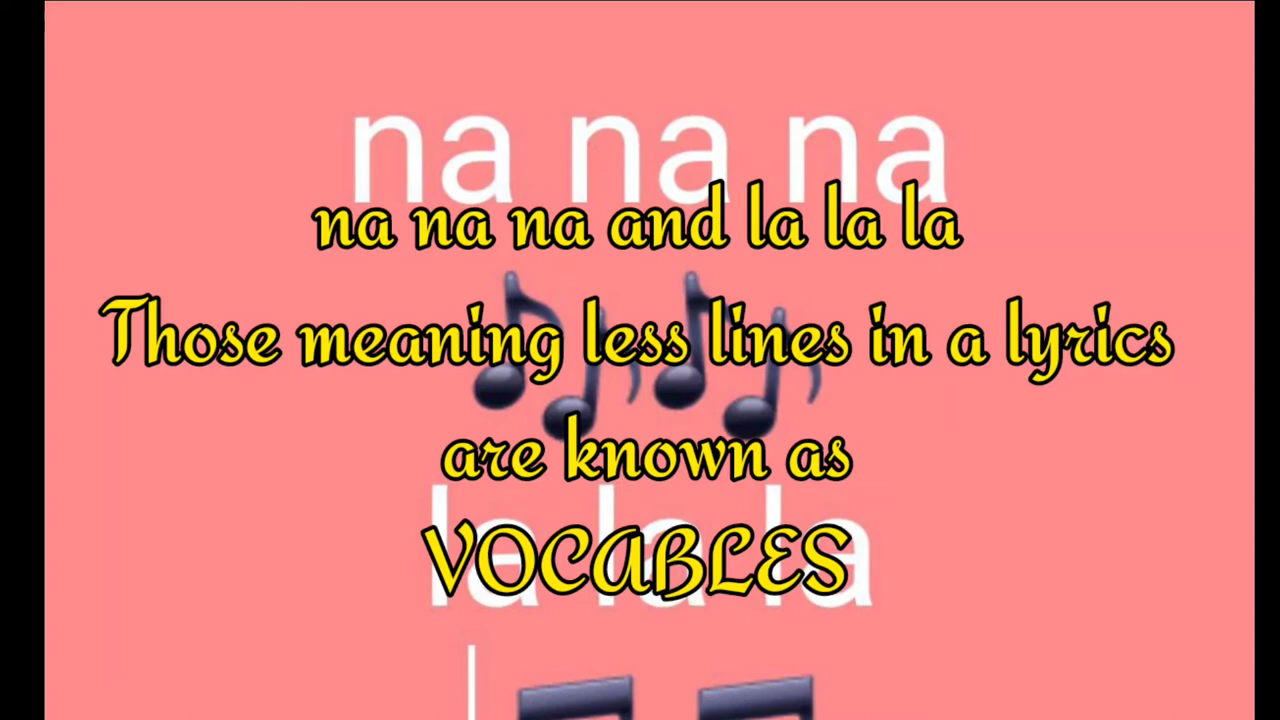 na na na
na na na and la la la
Those meaning less lines in a lyrics
are known as
la la la
VOCABLES